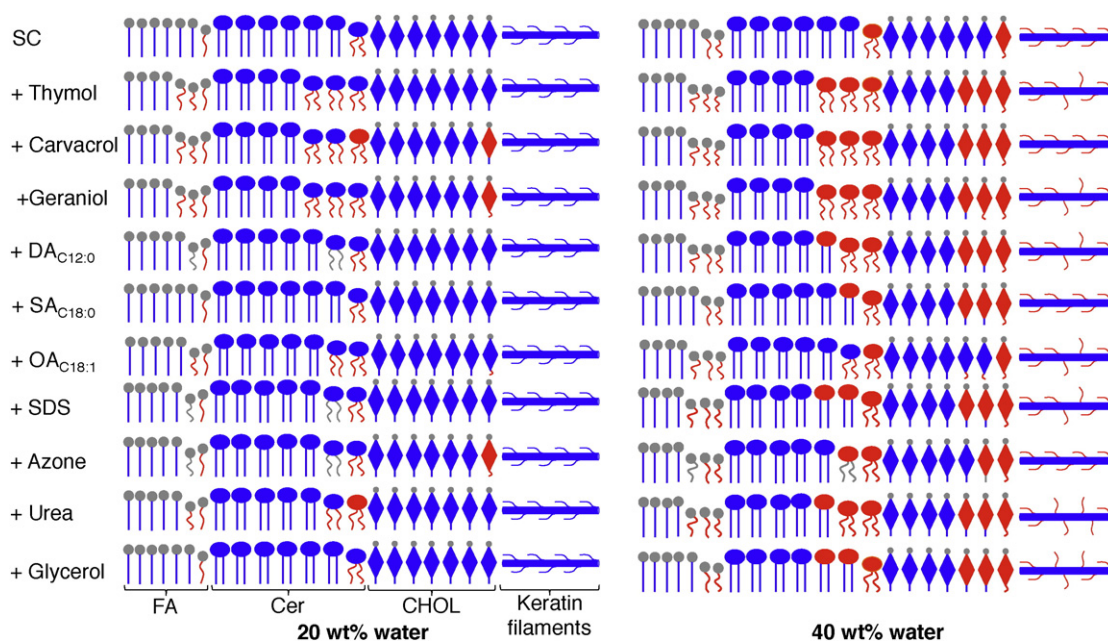 SC
+ Thymol
+ Carvacrol
+Geraniol
+ DAC12:0
+ SAC18:0
+ OAC18:1
+ SDS
+ Azone
+ Urea
+ Glycerol
FA Cer CHOL Keratin filaments
20 wt% water 40 wt% water